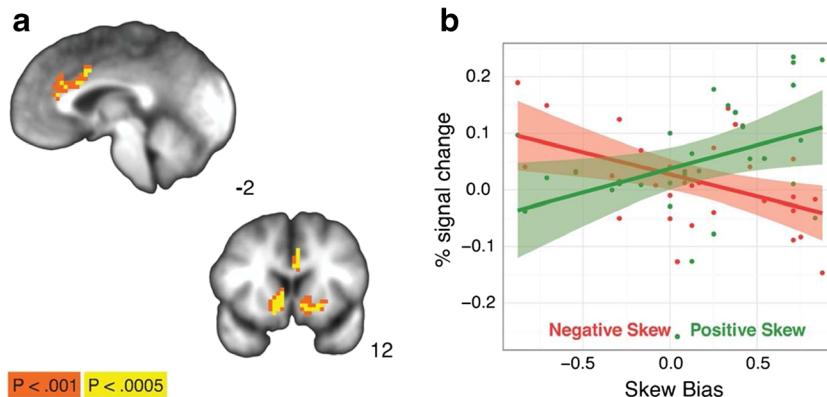 a
-2
12
P < .001 P < .0005
b
% signal change
0.2
0.1
0.0
−0.1
−0.2
Negative Skew Positive Skew
−0.5 0.0 0.5
Skew Bias